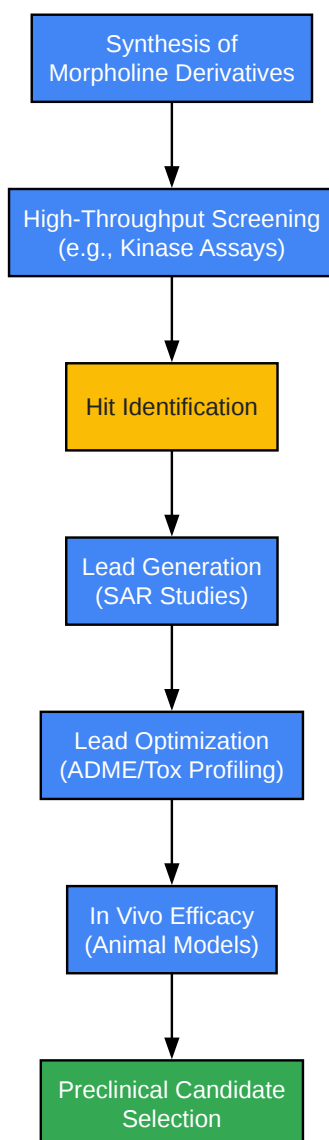 Synthesis of
Morpholine Derivatives
High-Throughput Screening
(e.g., Kinase Assays)
Hit Identification
Lead Generation
(SAR Studies)
Lead Optimization
(ADME/Tox Profiling)
In Vivo Efficacy
(Animal Models)
Preclinical Candidate
Selection